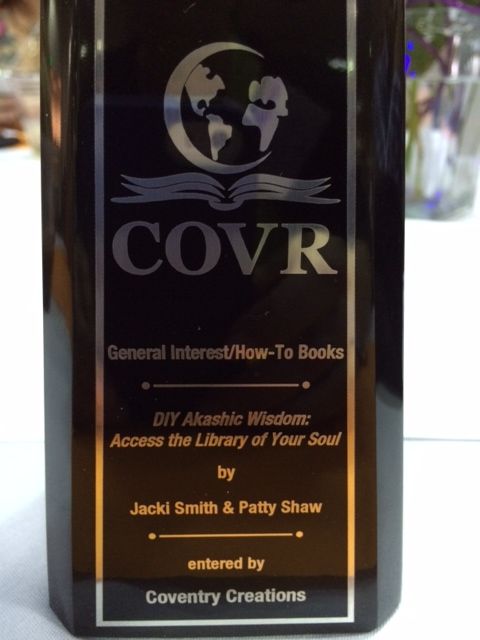 COVR
General Interest/How-To Books
DIY Akashic Wisdom:
Access the Library of Your Soul
by
Jacki Smith & Patty Shaw
entered by
Coventry Creations